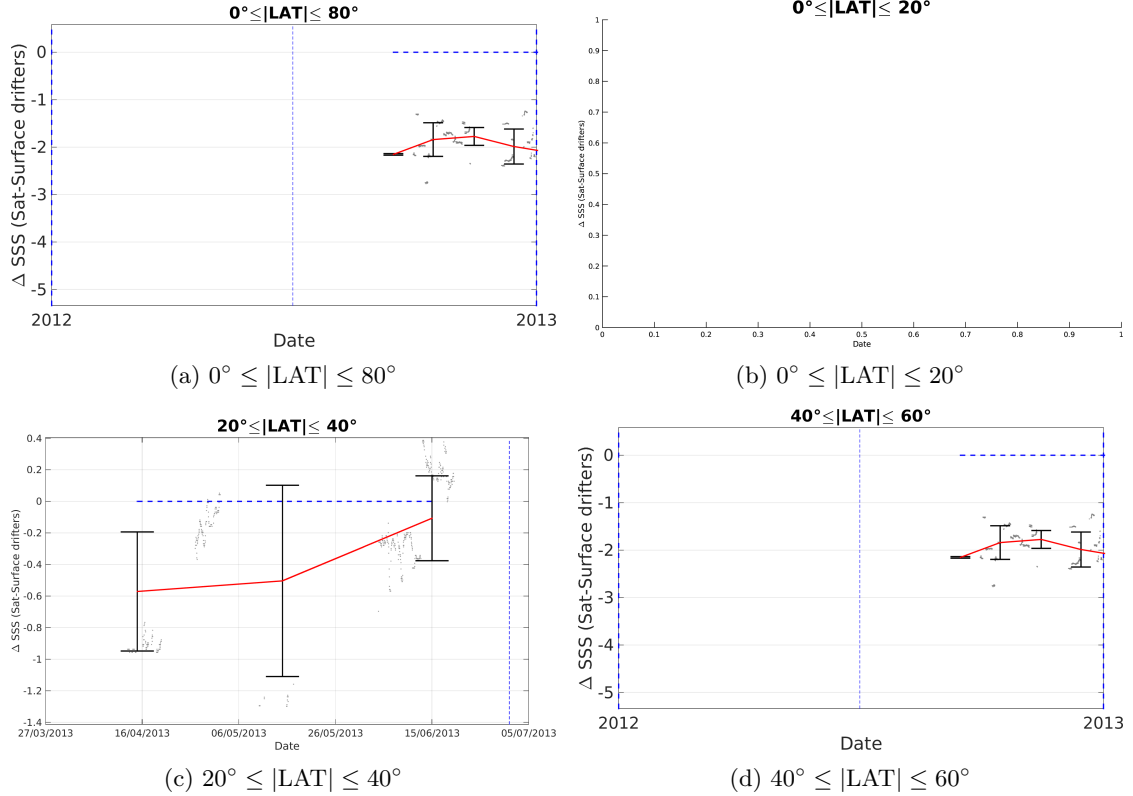 0°≤|LAT|≤ 80°
0
-1
-2
-3
-4
-5
Δ SSS (Sat-Surface drifters)
2012
2013
Date
(a) 0° ≤ |LAT| ≤ 80°
0°≤|LAT|≤ 20°
1
0.9
0.8
0.7
0.6
0.5
0.4
0.3
0.2
0.1
0
Δ SSS (Sat-Surface drifters)
0 0.1 0.2 0.3 0.4 0.5 0.6 0.7 0.8 0.9 1
Date
(b) 0° ≤ |LAT| ≤ 20°
20°≤|LAT|≤ 40°
0.4
0.2
0
-0.2
-0.4
-0.6
-0.8
-1
-1.2
-1.4
Δ SSS (Sat-Surface drifters)
27/03/2013 16/04/2013 06/05/2013 26/05/2013 15/06/2013 05/07/2013
Date
(c) 20° ≤ |LAT| ≤ 40°
40°≤|LAT|≤ 60°
0
-1
-2
-3
-4
-5
Δ SSS (Sat-Surface drifters)
2012
2013
Date
(d) 40° ≤ |LAT| ≤ 60°